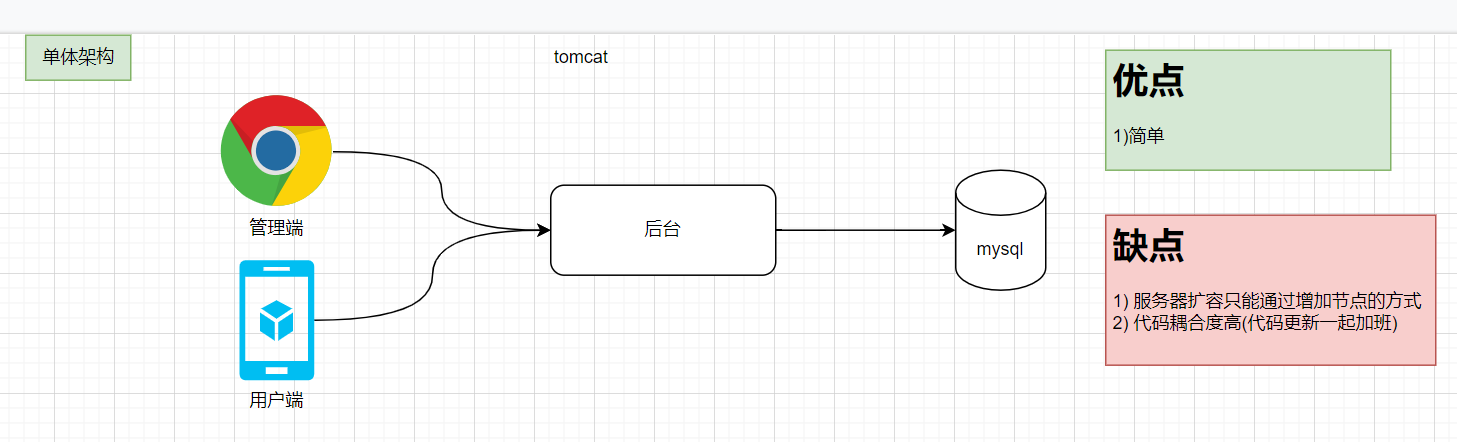 单体架构
tomcat
管理端
用户端
后台
mysql
优点
1)简单
缺点
1) 服务器扩容只能通过增加节点的方式
2) 代码耦合度高(代码更新一起加班)